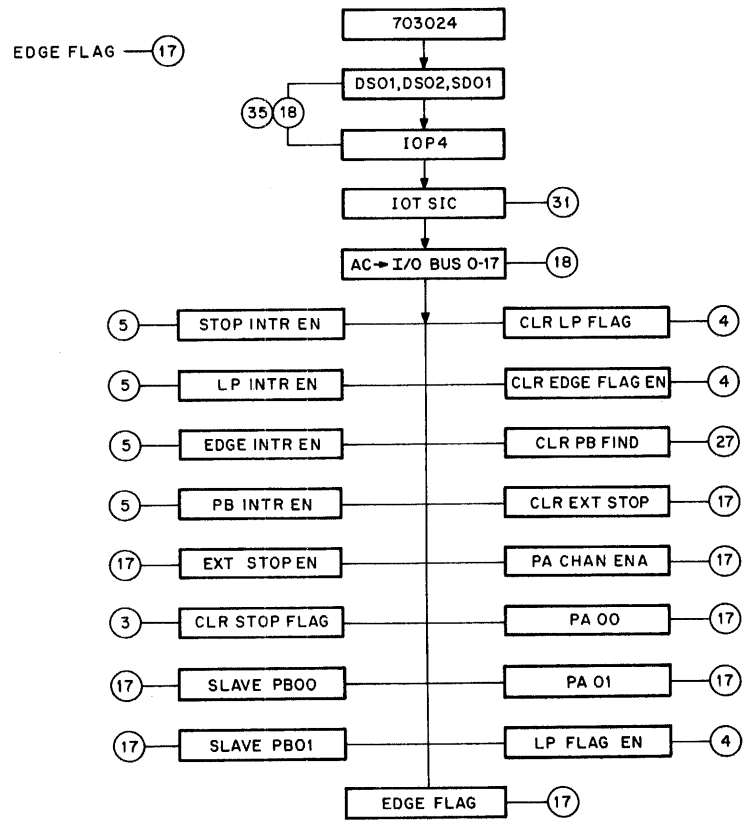 703024
EDGE FLAG 17
DS01,DS02,SD01
35 18
IOP4
IOT SIC 31
AC→I/O BUS 0-17 18
5 STOP INTR EN CLR LP FLAG 4
5 LP INTR EN CLR EDGE FLAG EN 4
5 EDGE INTR EN CLR PB FIND 27
5 PB INTR EN CLR EXT STOP 17
17 EXT STOP EN PA CHAN ENA 17
3 CLR STOP FLAG PA 00 17
17 SLAVE PB00 PA 01 17
17 SLAVE PB01 LP FLAG EN 4
EDGE FLAG 17